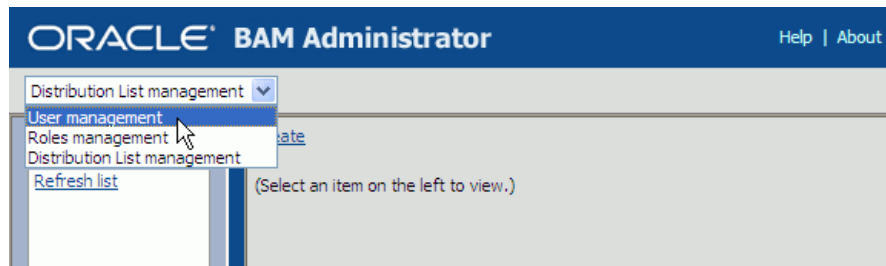 ORACLE BAM Administrator
Help | About
Distribution List management
User management
Roles management
Distribution List management
Refresh list
(Select an item on the left to view.)